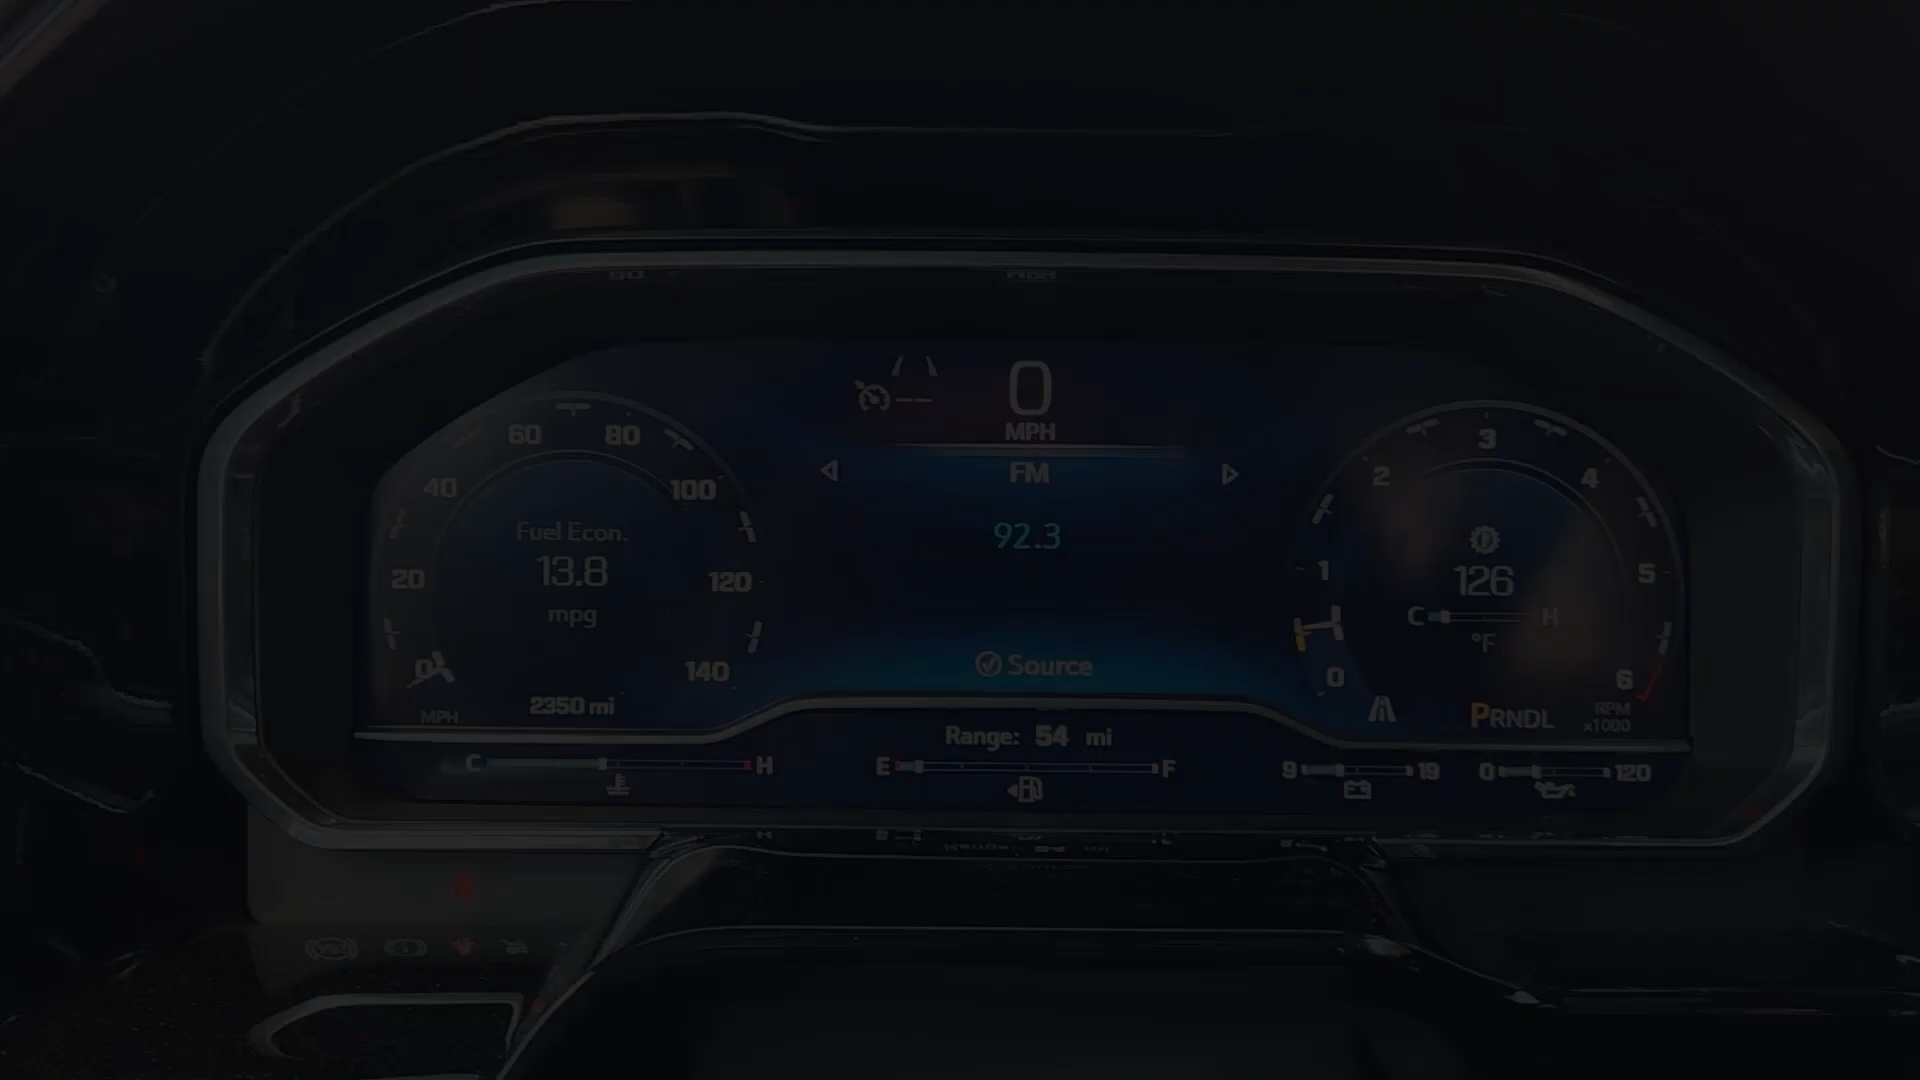 0
MPH
FM
92.3
Source
60 80
40 100
20 120
0 140
Fuel Econ.
13.8
mpg
2350 mi
MPH
3
2 4
1 5
0 6
126
C H
°F
PRNDL
RPM
x1000
Range: 54 mi
C H
E F
9 19
0 120